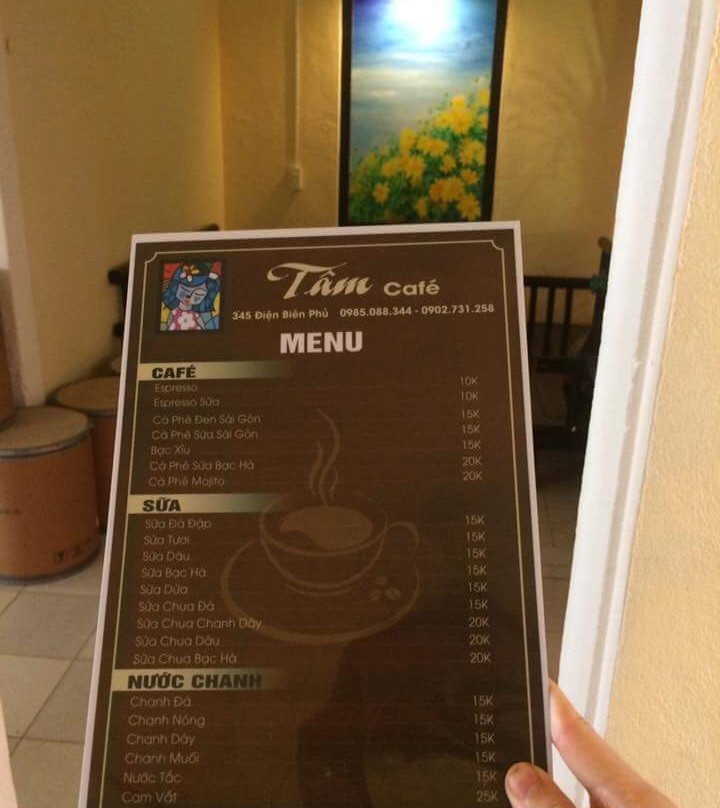 Tâm Café
345 Điện Biên Phủ 0985.088.344 - 0902.731.258
MENU
CAFÉ
Espresso 10K
Espresso Sữa 10K
Cà Phê Đen Sài Gòn 15K
Cà Phê Sữa Sài Gòn 15K
Bạc Xỉu 15K
Cà Phê Sữa Bạc Hà 20K
Cà Phê Mojito 20K
SỮA
Sữa Đá Đập 15K
Sữa Tươi 15K
Sữa Dâu 15K
Sữa Bạc Hà 15K
Sữa Dừa 15K
Sữa Chua Đá 15K
Sữa Chua Chanh Dây 20K
Sữa Chua Dâu 20K
Sữa Chua Bạc Hà 20K
NƯỚC CHANH
Chanh Đá 15K
Chanh Nóng 15K
Chanh Dây 15K
Chanh Muối 15K
Nước Tắc 15K
Cam Vắt 25K